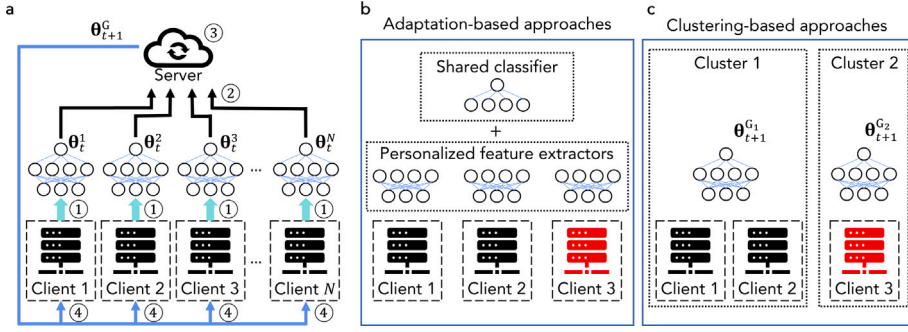 a
θ^G_{t+1}
③
Server
②
θ^1_t
θ^2_t
θ^3_t
θ^N_t
...
① ① ① ①
...
Client 1 Client 2 Client 3 Client N
④ ④ ④ ④
b
Adaptation-based approaches
Shared classifier
+
Personalized feature extractors
Client 1 Client 2 Client 3
c
Clustering-based approaches
Cluster 1
θ^{G_1}_{t+1}
Client 1 Client 2
Cluster 2
θ^{G_2}_{t+1}
Client 3